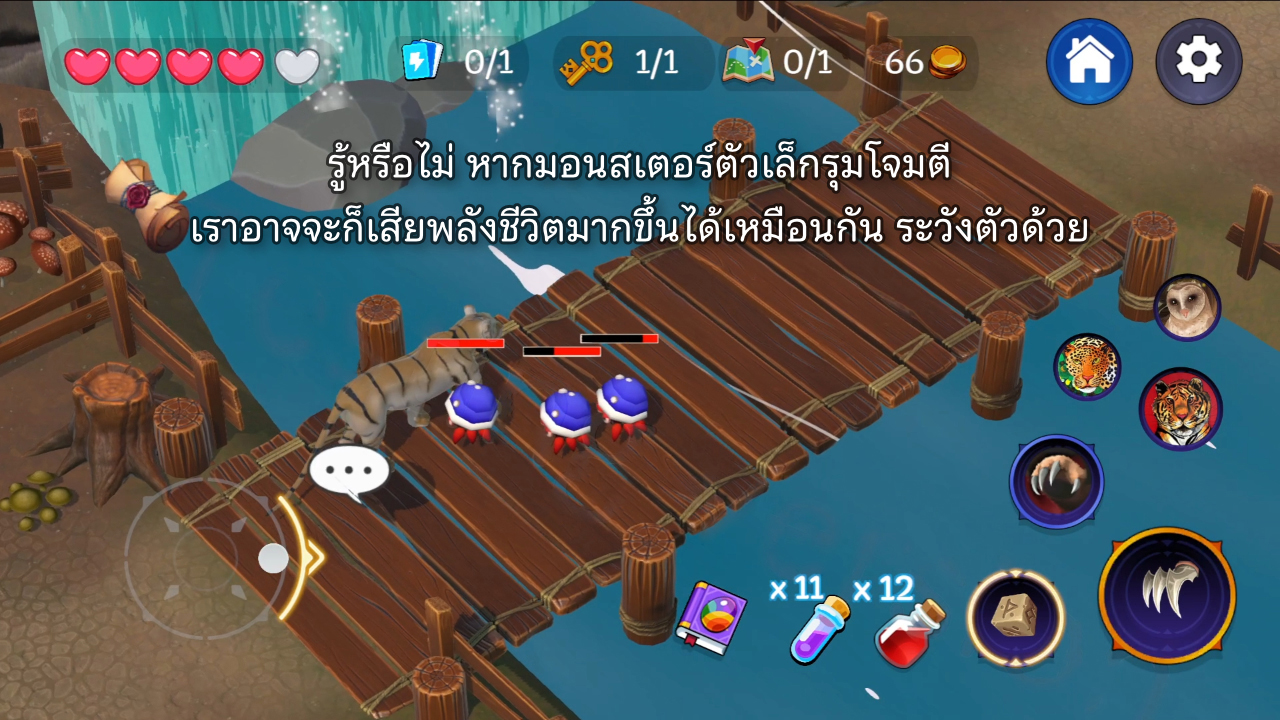 0/1 1/1 0/1 66
รู้หรือไม่ หากมอนสเตอร์ตัวเล็กรุมโจมตี
เราอาจจะก็เสียพลังชีวิตมากขึ้นได้เหมือนกัน ระวังตัวด้วย
x 11 x 12